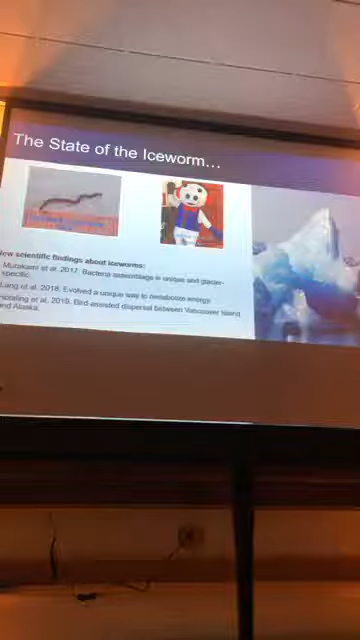 The State of the Iceworm...
New scientific findings about iceworms:
Murakami et al. 2017. Bacteria assemblage is unique and glacier-
specific.
Lang et al. 2018. Evolved a unique way to metabolize energy.
Hotaling et al. 2019. Bird-assisted dispersal between Vancouver Island
and Alaska.